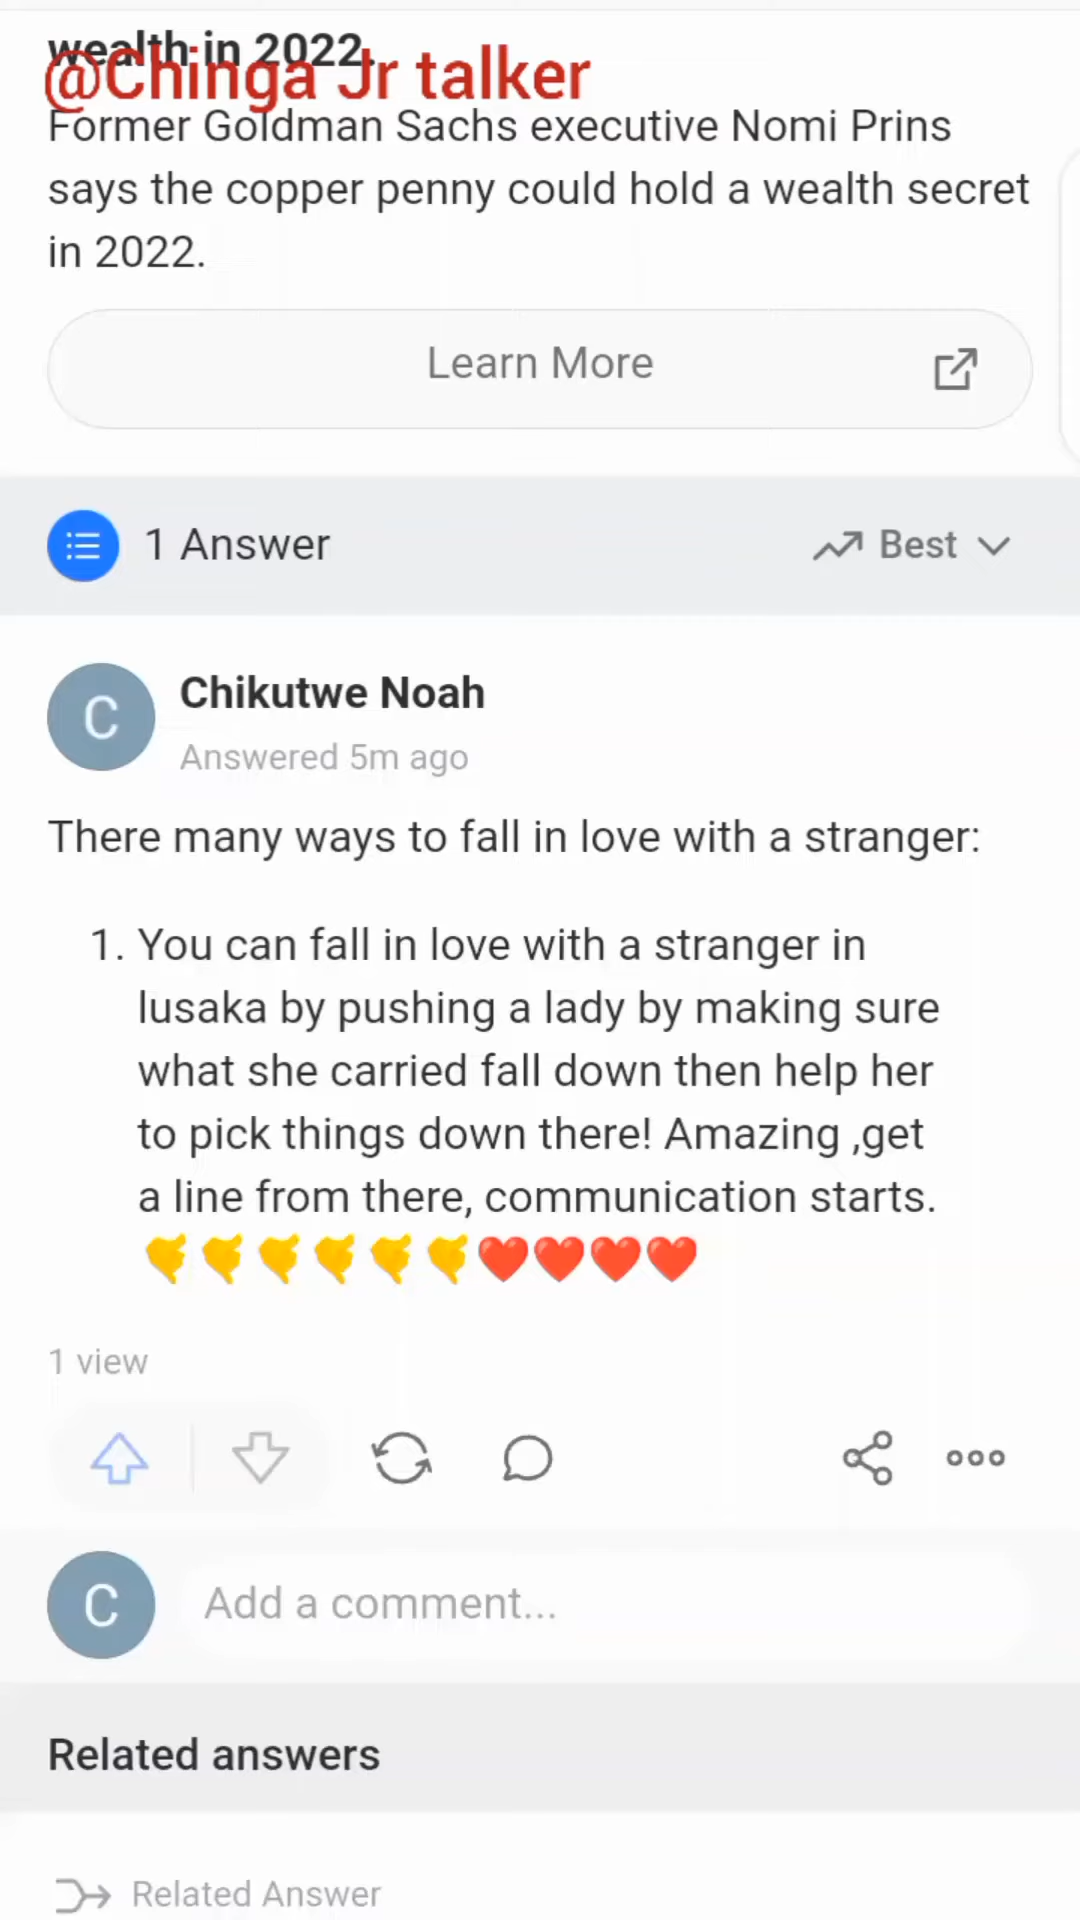 wealth in 2022.
@Chinga Jr talker
Former Goldman Sachs executive Nomi Prins
says the copper penny could hold a wealth secret
in 2022.
Learn More
1 Answer
Best
C
Chikutwe Noah
Answered 5m ago
There many ways to fall in love with a stranger:
1. You can fall in love with a stranger in
lusaka by pushing a lady by making sure
what she carried fall down then help her
to pick things down there! Amazing ,get
a line from there, communication starts.
1 view
C
Add a comment...
Related answers
Related Answer